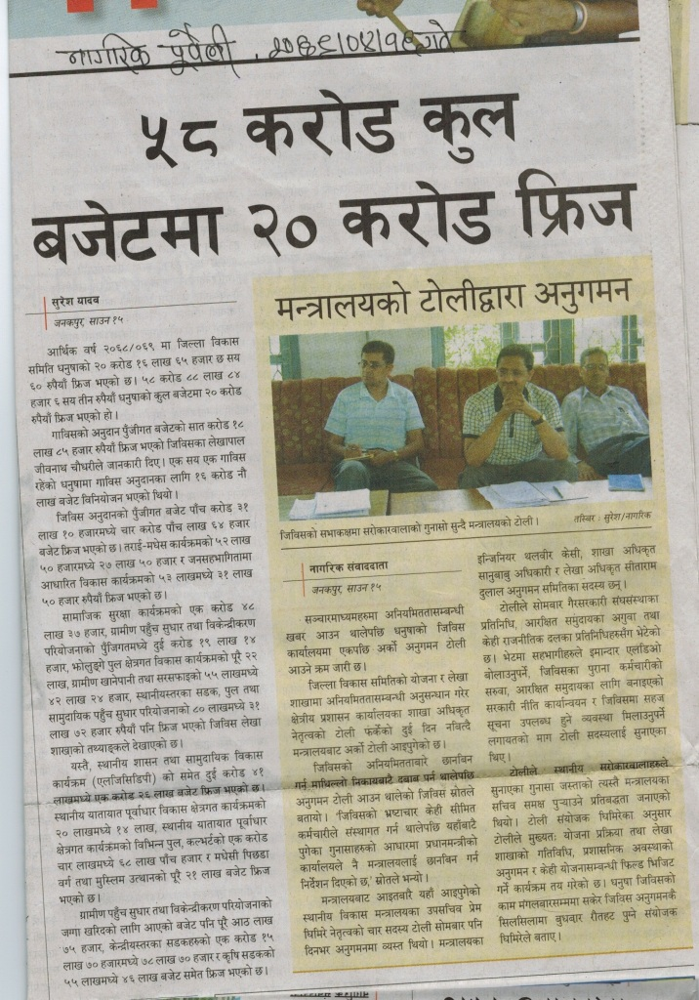 नागरिक पूर्वेली, २०६९।०४।१६ गते
५८ करोड कुल
बजेटमा २० करोड फ्रिज
सुरेश यादव
जनकपुर, साउन १५
आर्थिक वर्ष २०६८/०६९ मा जिल्ला विकास
समिति धनुषाको २० करोड १६ लाख ६५ हजार छ सय
६० रुपैयाँ फ्रिज भएको छ। ५८ करोड ८८ लाख ८४
हजार ६ सय तीन रुपैयाँ धनुषाको कुल बजेटमा २० करोड
रुपैयाँ फ्रिज भएको हो।
गाविसको अनुदान पुँजीगत बजेटको सात करोड १८
लाख ८५ हजार रुपैयाँ फ्रिज भएको जिविसका लेखापाल
जीवनाथ चौधरीले जानकारी दिए। एक सय एक गाविस
रहेको धनुषामा गाविस अनुदानका लागि १६ करोड नौ
लाख बजेट विनियोजन भएको थियो।
जिविस अनुदानको पुँजीगत बजेट पाँच करोड ३१
लाख १० हजारमध्ये चार करोड पाँच लाख ६४ हजार
बजेट फ्रिज भएको छ। तराई-मधेस कार्यक्रमको ५२ लाख
५० हजारमध्ये २७ लाख ५० हजार र जनसहभागितामा
आधारित विकास कार्यक्रमको ५३ लाखमध्ये ३१ लाख
५० हजार रुपैयाँ फ्रिज भएको छ।
सामाजिक सुरक्षा कार्यक्रमको एक करोड ४८
लाख ३७ हजार, ग्रामीण पहुँच सुधार तथा विकेन्द्रीकरण
परियोजनाको पुँजिगतमध्ये दुई करोड १९ लाख १४
हजार, झोलुङ्गे पुल क्षेत्रगत विकास कार्यक्रमको पूरै २२
लाख, ग्रामीण खानेपानी तथा सरसफाइको ५५ लाखमध्ये
४२ लाख २४ हजार, स्थानीयस्तरका सडक, पुल तथा
सामुदायिक पहुँच सुधार परियोजनाको ८० लाखमध्ये ३१
लाख ७२ हजार रुपैयाँ पनि फ्रिज भएको जिविस लेखा
शाखाको तथ्याङ्कले देखाएको छ।
यस्तै, स्थानीय शासन तथा सामुदायिक विकास
कार्यक्रम (एलजिसिडिपी) को समेत दुई करोड ४१
लाखमध्ये एक करोड २६ लाख बजेट फ्रिज भएको छ।
स्थानीय यातायात पूर्वाधार विकास क्षेत्रगत कार्यक्रमको
२० लाखमध्ये १४ लाख, स्थानीय यातायात पूर्वाधार
क्षेत्रगत कार्यक्रमको विभिन्न पुल, कल्भर्टको एक करोड
चार लाखमध्ये ६८ लाख पाँच हजार र मधेसी पिछडा
वर्ग तथा मुस्लिम उत्थानको पूरै २१ लाख बजेट फ्रिज
भएको छ।
ग्रामीण पहुँच सुधार तथा विकेन्द्रीकरण परियोजनाको
जग्गा खरिदको लागि आएको बजेट पनि पूरै आठ लाख
७५ हजार, केन्द्रीयस्तरका सडकहरुको एक करोड १५
लाख ७० हजारमध्ये ७८ लाख ७० हजार र कृषि सडकको
५५ लाखमध्ये ४६ लाख बजेट समेत फ्रिज भएको छ।
मन्त्रालयको टोलीद्वारा अनुगमन
जिविसको सभाकक्षमा सरोकारवालाको गुनासो सुन्दै मन्त्रालयको टोली। तस्बिर : सुरेश/नागरिक
नागरिक संवाददाता
जनकपुर, साउन १५
सञ्चारमाध्यमहरुमा अनियमिततासम्बन्धी
खबर आउन थालेपछि धनुषाको जिविस
कार्यालयमा एकपछि अर्को अनुगमन टोली
आउने क्रम जारी छ।
जिल्ला विकास समितिको योजना र लेखा
शाखामा अनियमिततासम्बन्धी अनुसन्धान गरेर
क्षेत्रीय प्रशासन कार्यालयका शाखा अधिकृत
नेतृत्वको टोली फर्केको दुई दिन नबित्दै
मन्त्रालयबाट अर्को टोली आइपुगेको छ।
जिविसको अनियमितताबारे छानबिन
गर्न माथिल्लो निकायबाटै दबाब पर्न थालेपछि
अनुगमन टोली आउन थालेको जिविस स्रोतले
बतायो। 'जिविसको भ्रष्टाचार केही सीमित
कर्मचारीले संस्थागत गर्न थालेपछि यहाँबाटै
पुगेका गुनासाहरुको आधारमा प्रधानमन्त्रीको
कार्यालयले नै मन्त्रालयलाई छानबिन गर्न
निर्देशन दिएको छ,' स्रोतले भन्यो।
मन्त्रालयबाट आइतबारै यहाँ आइपुगेको
स्थानीय विकास मन्त्रालयका उपसचिव प्रेम
घिमिरे नेतृत्वको चार सदस्य टोली सोमबार पनि
दिनभर अनुगमनमा व्यस्त थियो। मन्त्रालयका
इन्जिनियर थलवीर केसी, शाखा अधिकृत
सानुबाबु अधिकारी र लेखा अधिकृत सीताराम
दुलाल अनुगमन समितिका सदस्य छन्।
टोलीले सोमबार गैरसरकारी संघसंस्थाका
प्रतिनिधि, आरक्षित समुदायका अगुवा तथा
केही राजनीतिक दलका प्रतिनिधिहरुसँग भेटेको
छ। भेटमा सहभागीहरुले इमान्दार एलडिओ
बोलाउनुपर्ने, जिविसका पुराना कर्मचारीको
सरुवा, आरक्षित समुदायका लागि बनाइएको
सरकारी नीति कार्यान्वयन र जिविसमा सहज
सूचना उपलब्ध हुने व्यवस्था मिलाउनुपर्ने
लगायतको माग टोली सदस्यलाई सुनाएका
थिए।
टोलीले स्थानीय सरोकारवालाहरुले
सुनाएका गुनासा जस्ताको त्यस्तै मन्त्रालयका
सचिव समक्ष पुर्‍याउने प्रतिबद्धता जनाएको
थियो। टोली संयोजक घिमिरेका अनुसार
टोलीले मुख्यतः योजना प्रक्रिया तथा लेखा
शाखाको गतिविधि, प्रशासनिक अवस्थाको
अनुगमन र केही योजनासम्बन्धी फिल्ड भिजिट
गर्ने कार्यक्रम तय गरेको छ। धनुषा जिविसको
काम मंगलबारसम्ममा सकेर जिविस अनुगमनकै
सिलसिलामा बुधबार रौतहट पुग्ने संयोजक
घिमिरेले बताए।